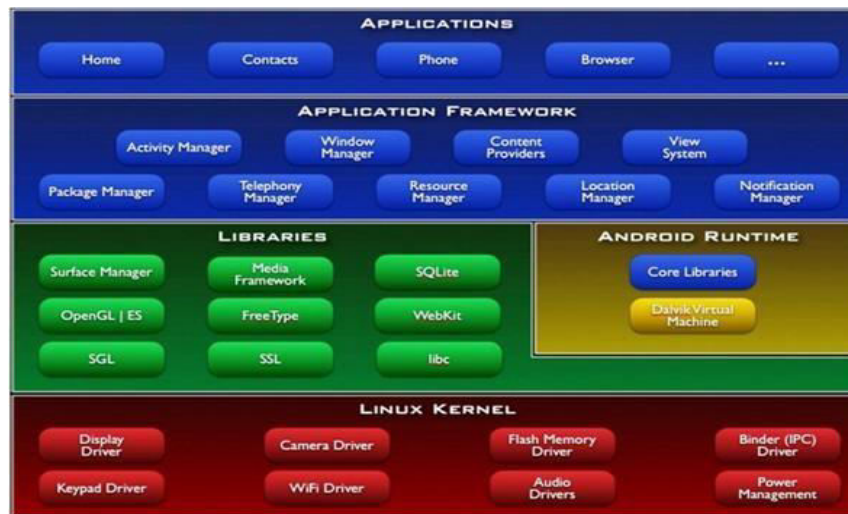 APPLICATIONS
Home
Contacts
Phone
Browser
...
APPLICATION FRAMEWORK
Activity Manager
Window
Manager
Content
Providers
View
System
Package Manager
Telephony
Manager
Resource
Manager
Location
Manager
Notification
Manager
LIBRARIES
Surface Manager
Media
Framework
SQLite
OpenGL | ES
FreeType
WebKit
SGL
SSL
libc
ANDROID RUNTIME
Core Libraries
Dalvik Virtual
Machine
LINUX KERNEL
Display
Driver
Camera Driver
Flash Memory
Driver
Binder (IPC)
Driver
Keypad Driver
WiFi Driver
Audio
Drivers
Power
Management